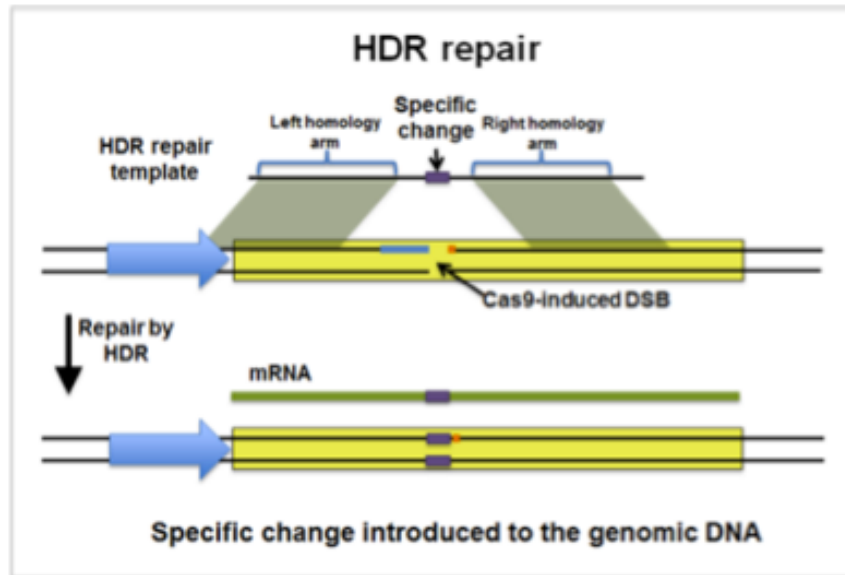 HDR repair
Specific
change
Left homology
arm
Right homology
arm
HDR repair
template
Cas9-induced DSB
Repair by
HDR
mRNA
Specific change introduced to the genomic DNA